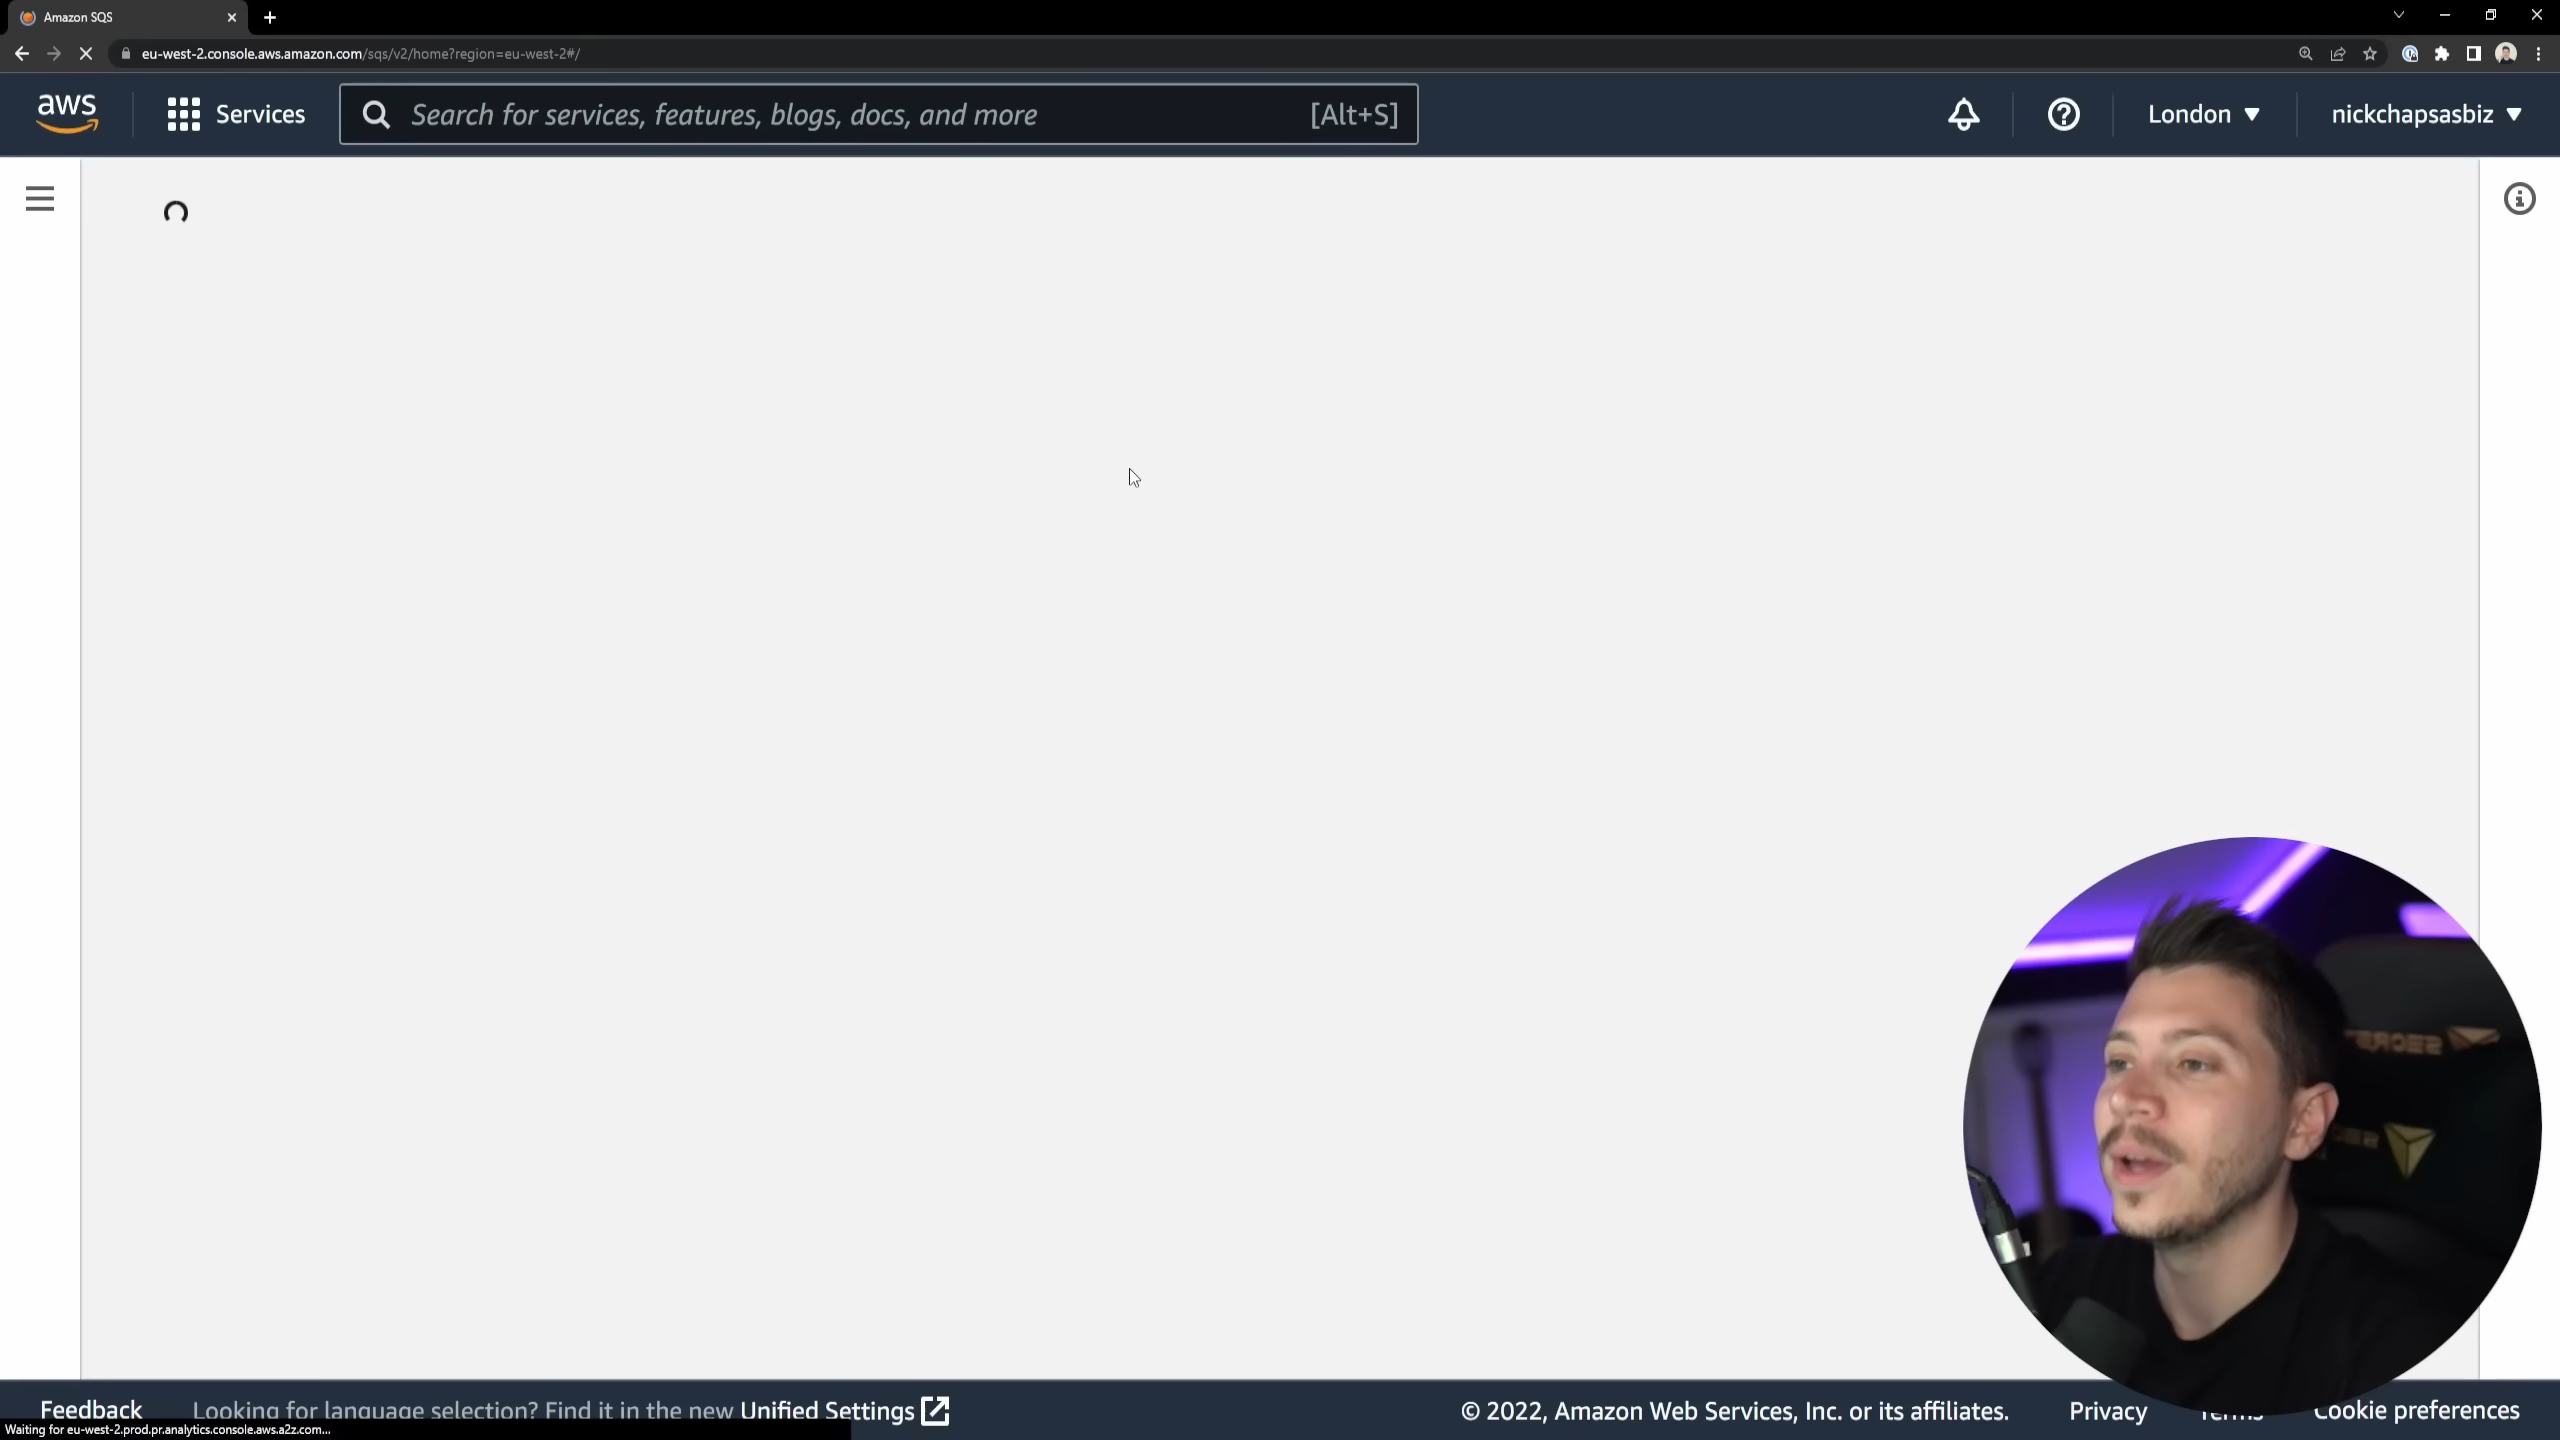 Amazon SQS
eu-west-2.console.aws.amazon.com/sqs/v2/home?region=eu-west-2#/
aws
Services
Search for services, features, blogs, docs, and more
[Alt+S]
London
nickchapsasbiz
Feedback
Looking for language selection? Find it in the new Unified Settings
© 2022, Amazon Web Services, Inc. or its affiliates.
Privacy
Terms
Cookie preferences
Waiting for eu-west-2.prod.pr.analytics.console.aws.a2z.com...